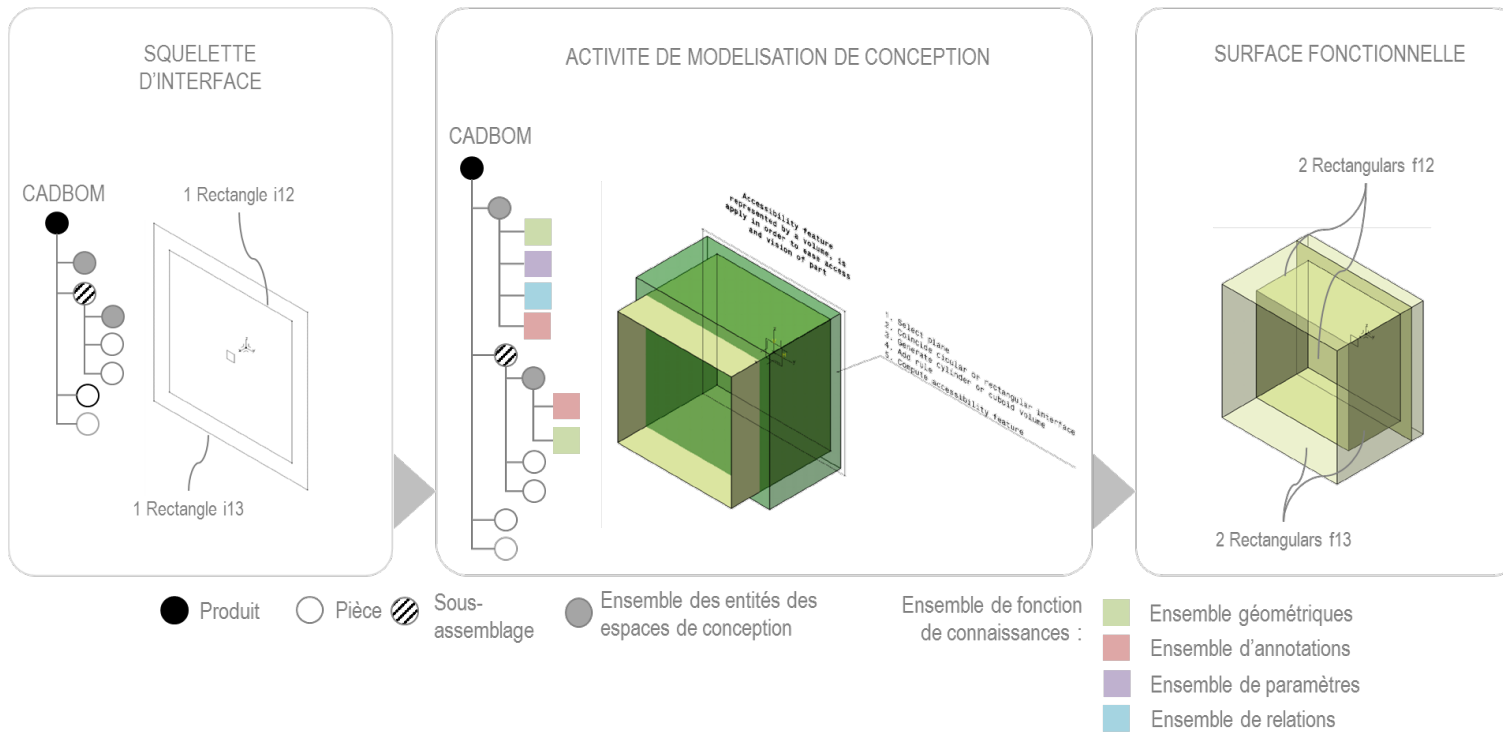 SQUELETTE
D'INTERFACE
CADBOM
1 Rectangle i12
1 Rectangle i13
ACTIVITE DE MODELISATION DE CONCEPTION
CADBOM
Accessibility feature
represented by a volume, is
apply in order to ease access
and vision of part
1. Select plane
2. Coincide cicular or rectangular interface
3. Generate cylinder or cuboid volume
4. Add rule
5. Compute accessibility feature
SURFACE FONCTIONNELLE
2 Rectangulars f12
2 Rectangulars f13
Produit
Pièce
Sous-
assemblage
Ensemble des entités des
espaces de conception
Ensemble de fonction
de connaissances :
Ensemble géométriques
Ensemble d'annotations
Ensemble de paramètres
Ensemble de relations